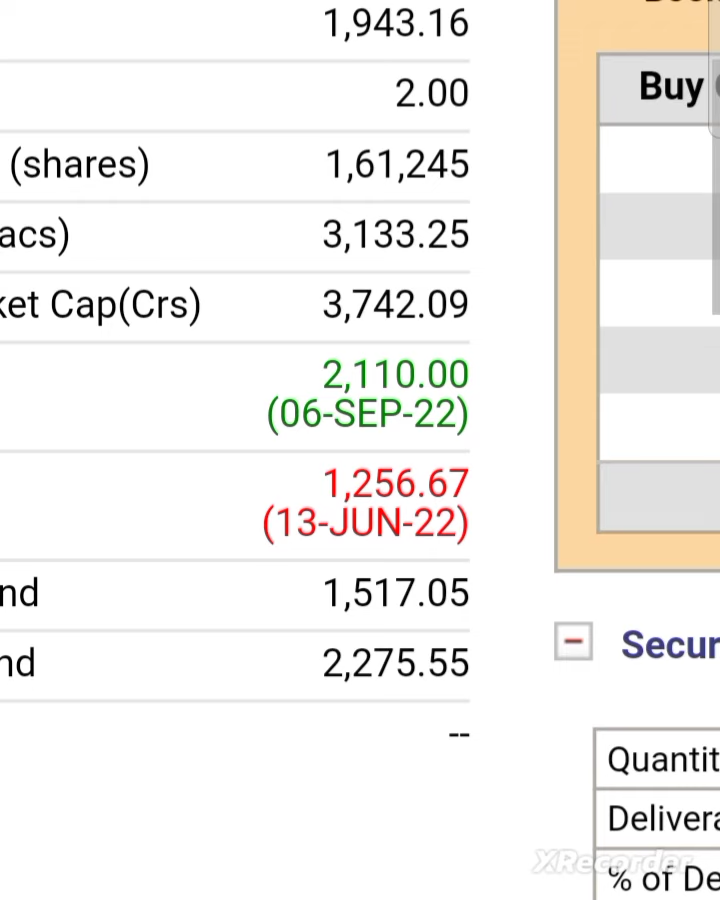 1,943.16
2.00
(shares) 1,61,245
acs) 3,133.25
ket Cap(Crs) 3,742.09
2,110.00
(06-SEP-22)
1,256.67
(13-JUN-22)
nd 1,517.05
nd 2,275.55
--
Buy
Secur
Quantit
Delivera
% of De
XRecorder